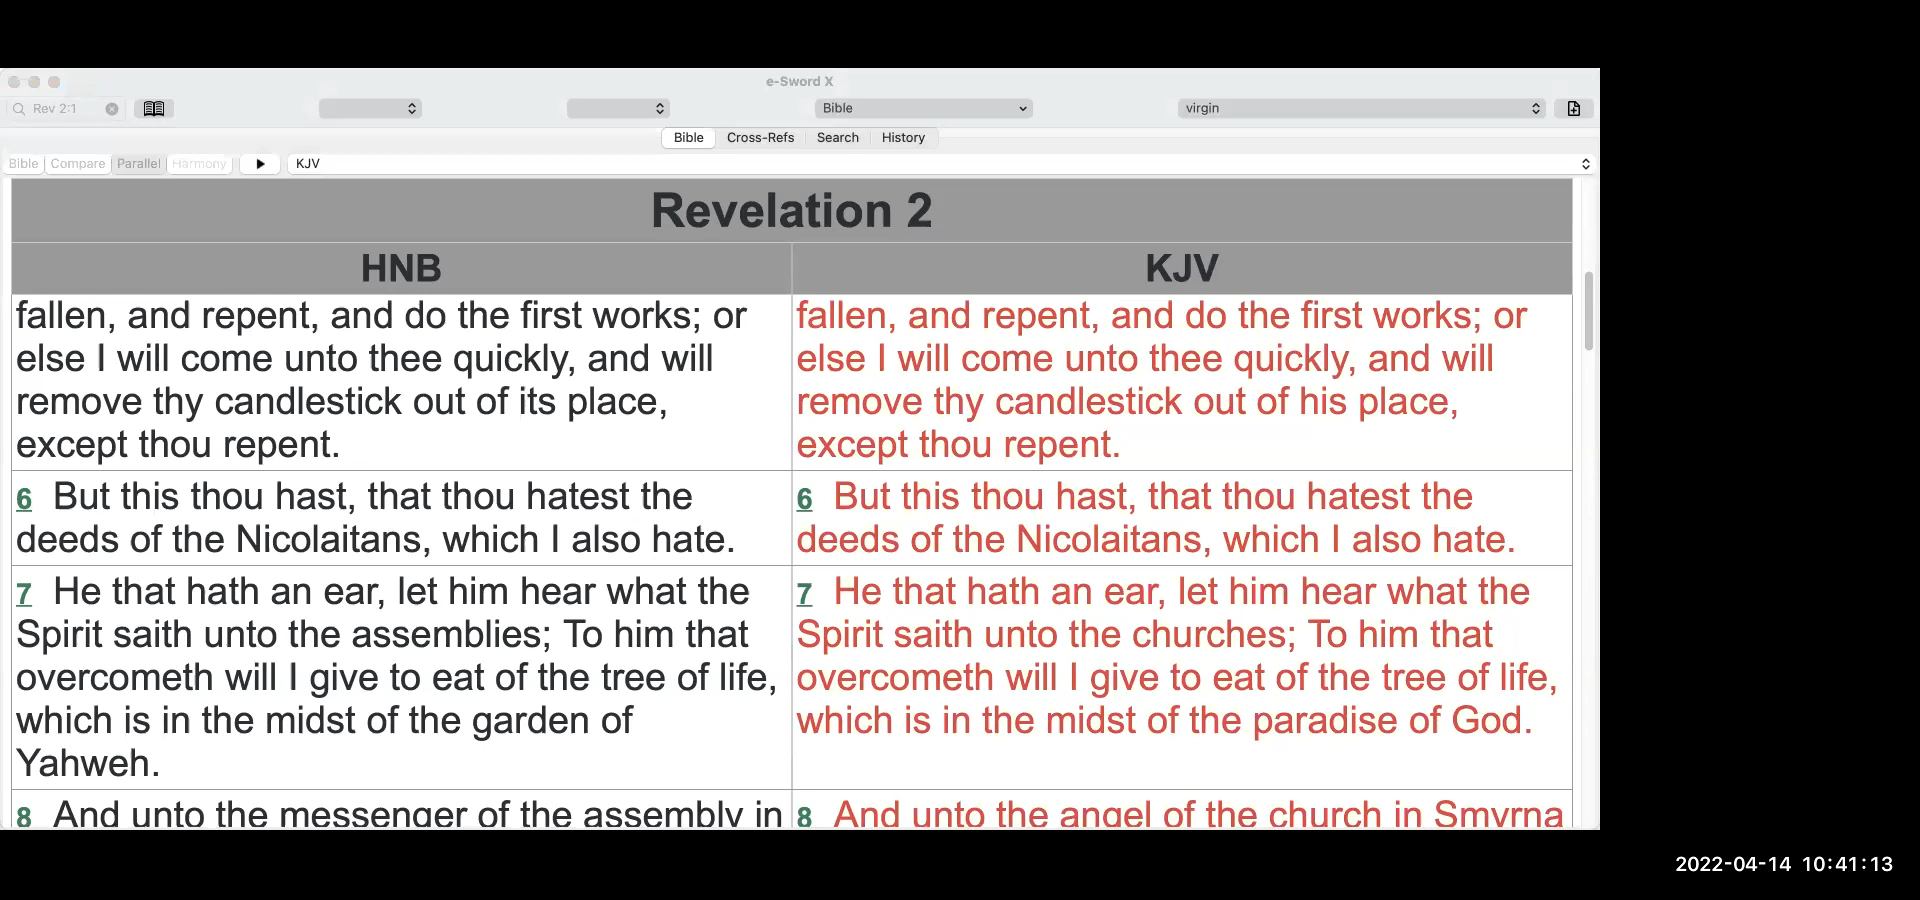 e-Sword X
Rev 2:1
Bible
virgin
Bible Cross-Refs Search History
Bible Compare Parallel Harmony KJV
Revelation 2
HNB
KJV
fallen, and repent, and do the first works; or
else I will come unto thee quickly, and will
remove thy candlestick out of its place,
except thou repent.
fallen, and repent, and do the first works; or
else I will come unto thee quickly, and will
remove thy candlestick out of his place,
except thou repent.
6 But this thou hast, that thou hatest the
deeds of the Nicolaitans, which I also hate.
6 But this thou hast, that thou hatest the
deeds of the Nicolaitans, which I also hate.
7 He that hath an ear, let him hear what the
Spirit saith unto the assemblies; To him that
overcometh will I give to eat of the tree of life,
which is in the midst of the garden of
Yahweh.
7 He that hath an ear, let him hear what the
Spirit saith unto the churches; To him that
overcometh will I give to eat of the tree of life,
which is in the midst of the paradise of God.
8 And unto the messenger of the assembly in
8 And unto the angel of the church in Smyrna
2022-04-14 10:41:13